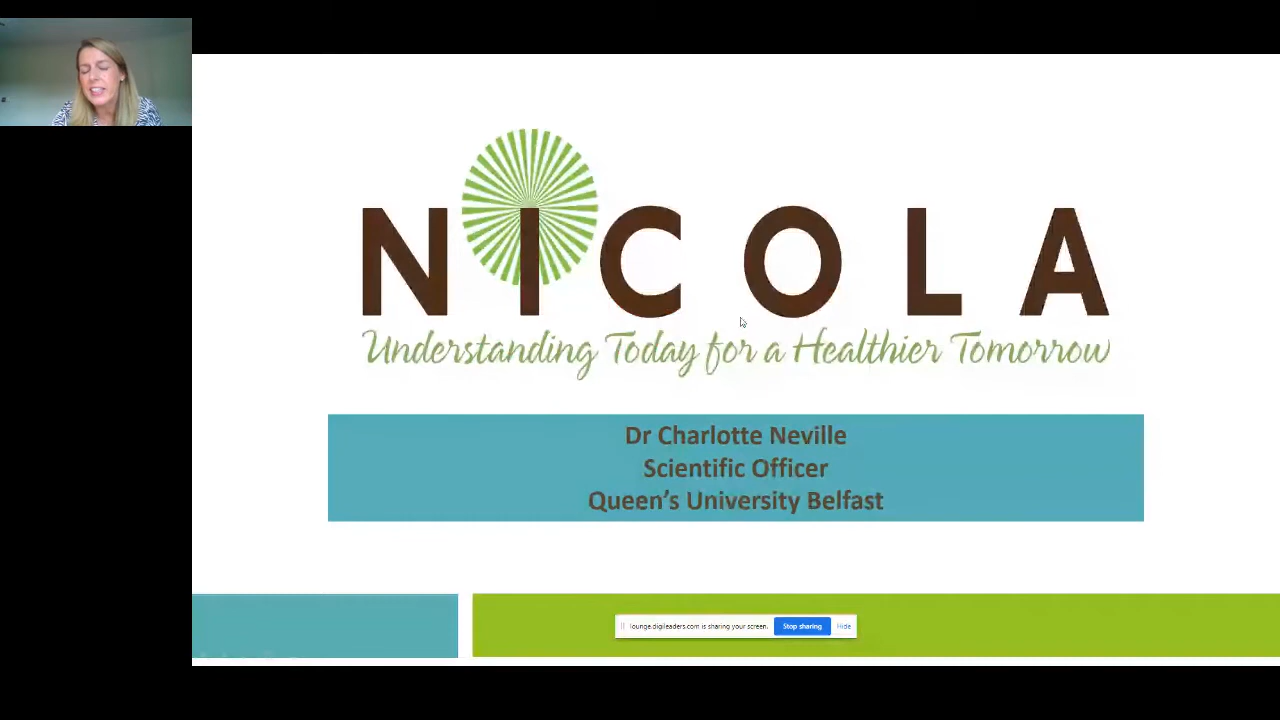 NICOLA
Understanding Today for a Healthier Tomorrow
Dr Charlotte Neville
Scientific Officer
Queen's University Belfast
lounge.digileaders.com is sharing your screen. Stop sharing Hide